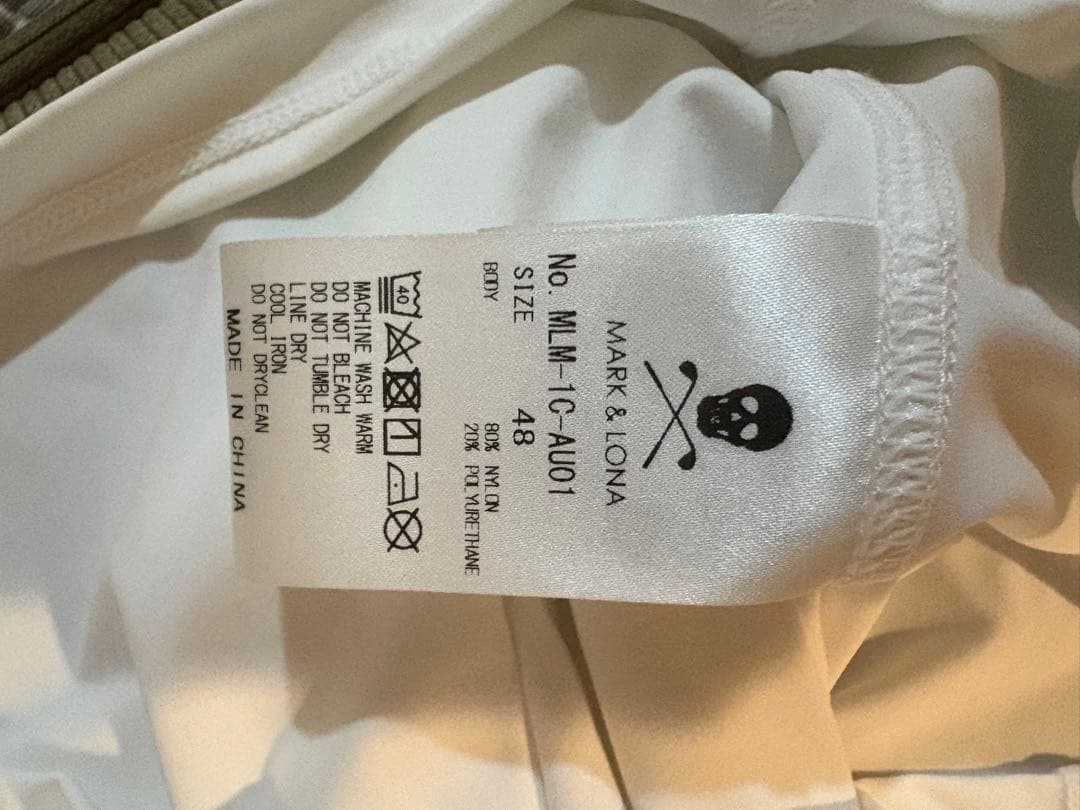 MARK & LONA
No. MLM-1C-AU01
SIZE 48
BODY 80% NYLON
20% POLYURETHANE
40
MACHINE WASH WARM
DO NOT BLEACH
DO NOT TUMBLE DRY
LINE DRY
COOL IRON
DO NOT DRYCLEAN
MADE IN CHINA